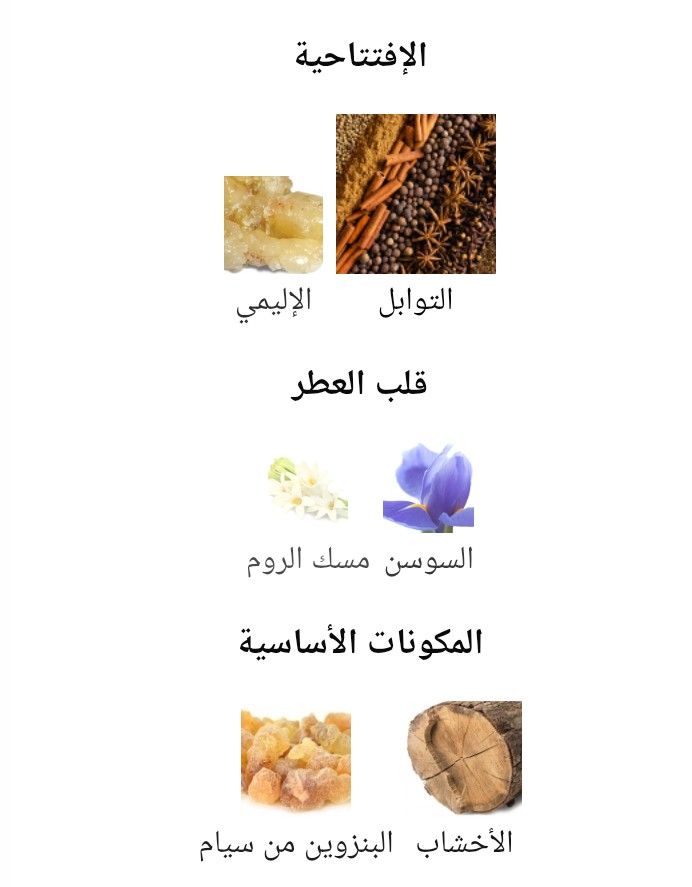 الإفتتاحية
التوابل الإليمي
قلب العطر
السوسن مسك الروم
المكونات الأساسية
الأخشاب البنزوين من سيام